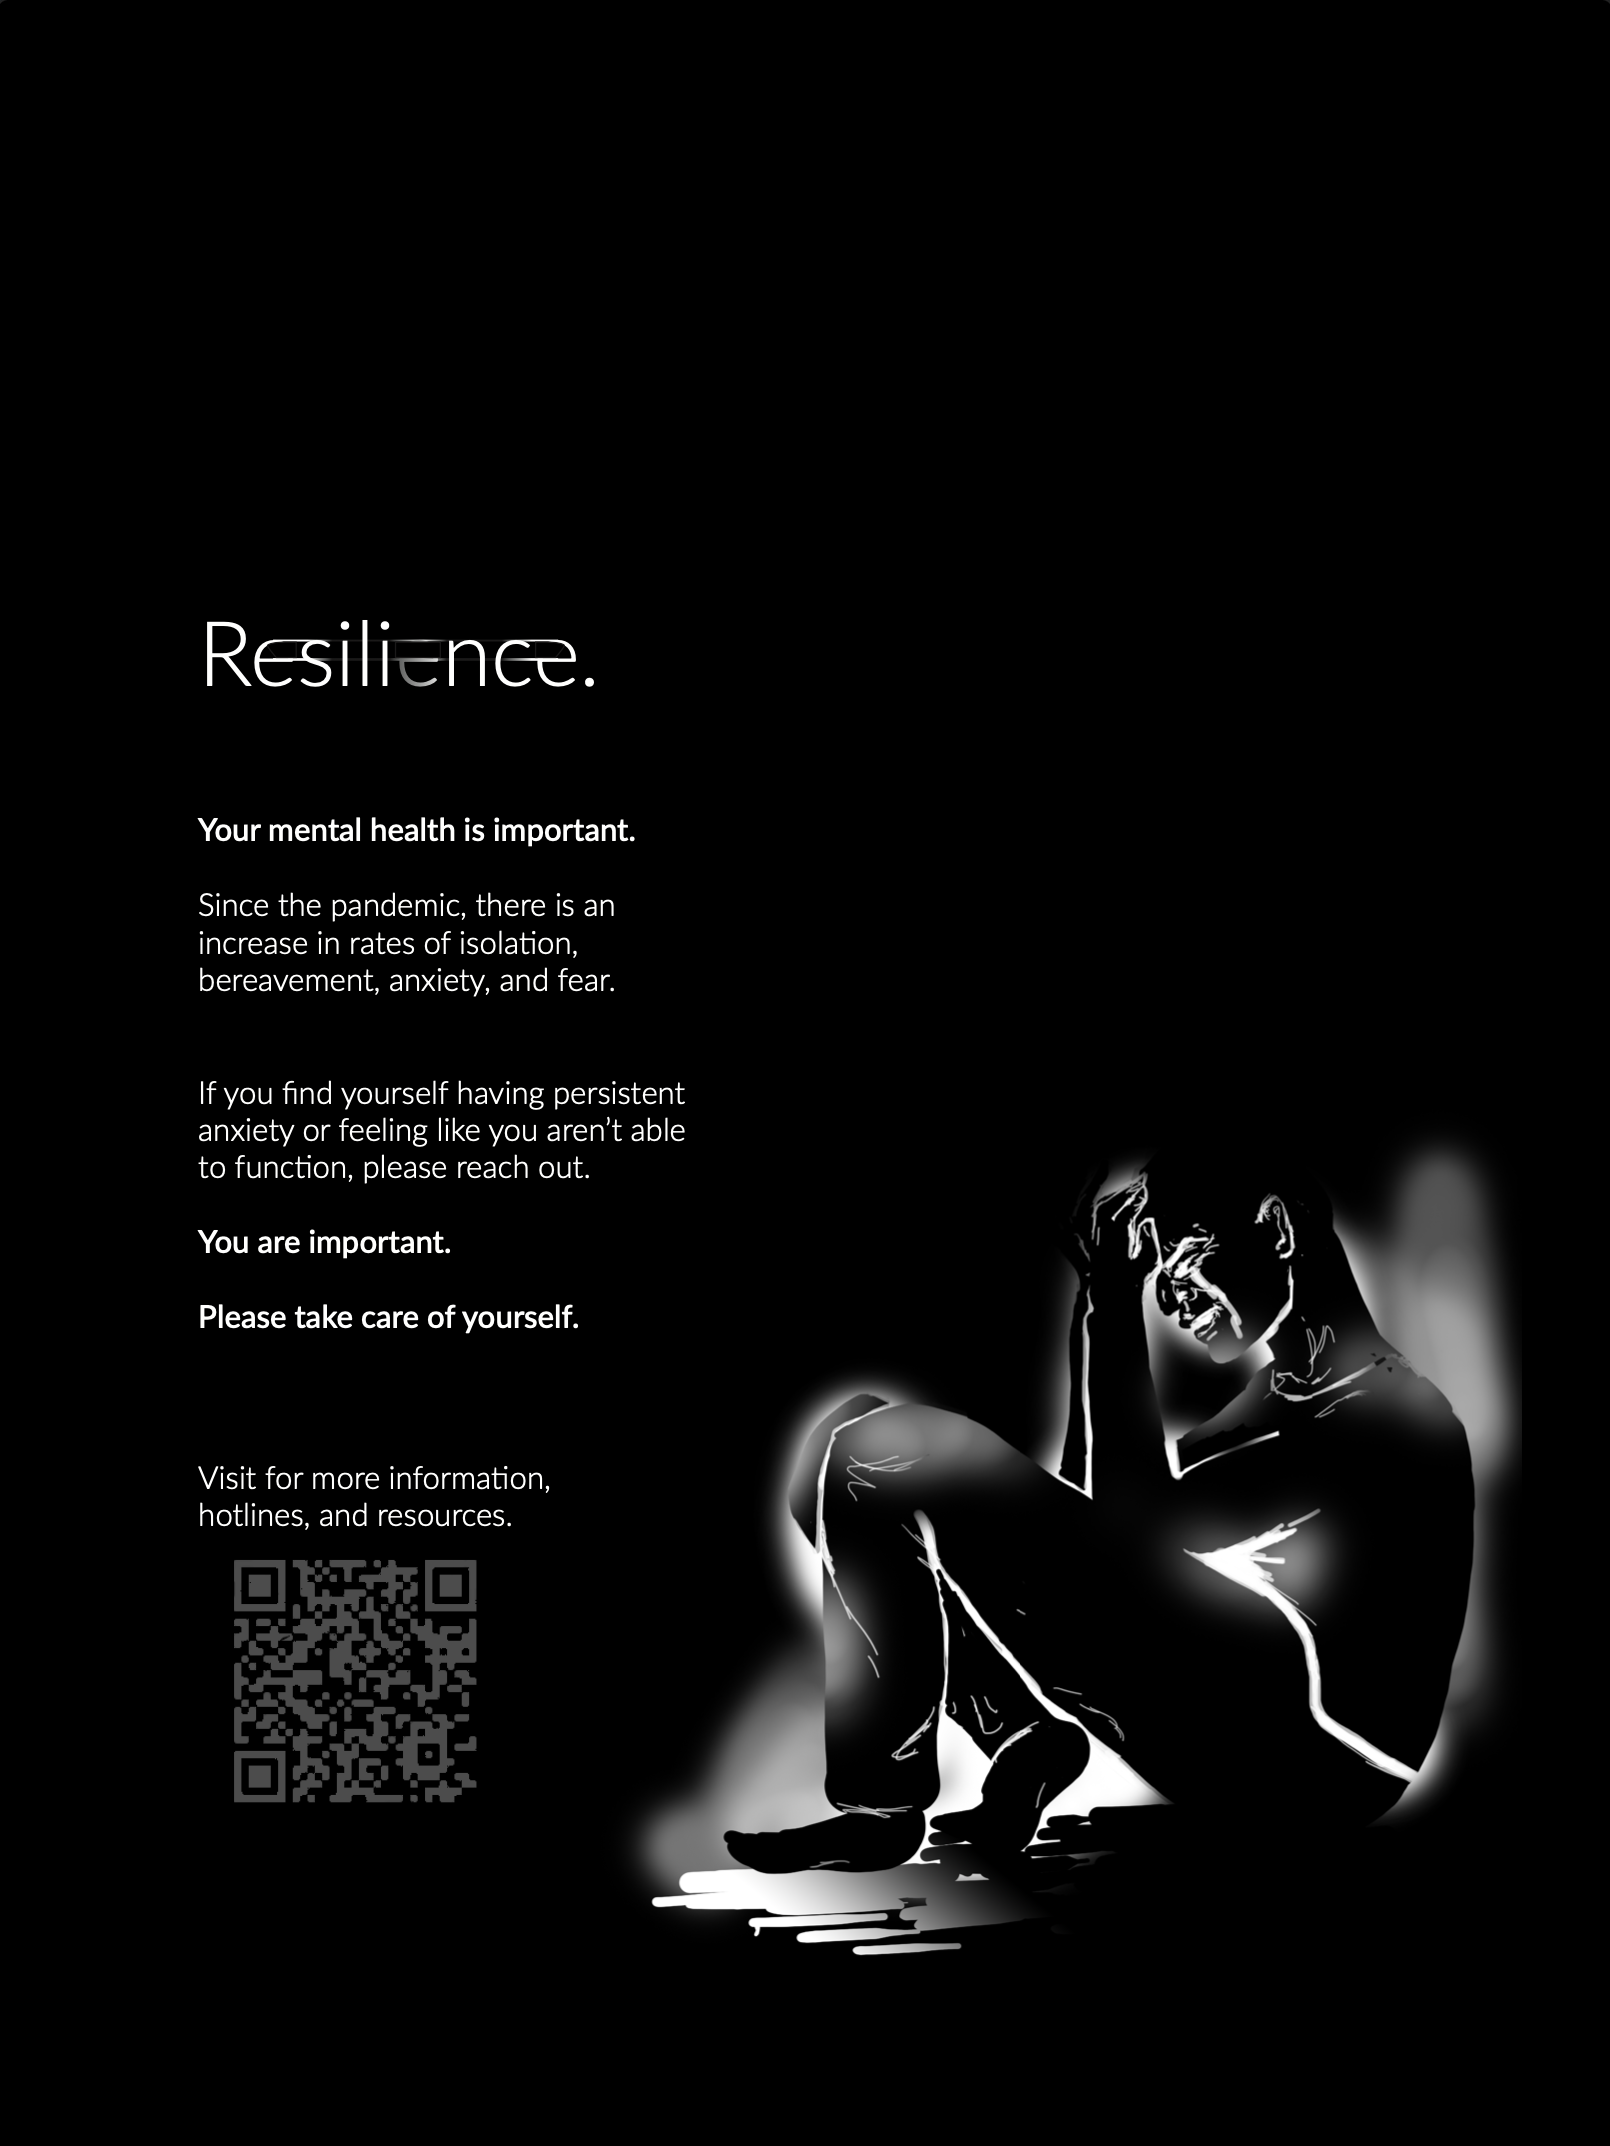 Resilience.
Your mental health is important.
Since the pandemic, there is an
increase in rates of isolation,
bereavement, anxiety, and fear.
If you find yourself having persistent
anxiety or feeling like you aren’t able
to function, please reach out.
You are important.
Please take care of yourself.
Visit for more information,
hotlines, and resources.